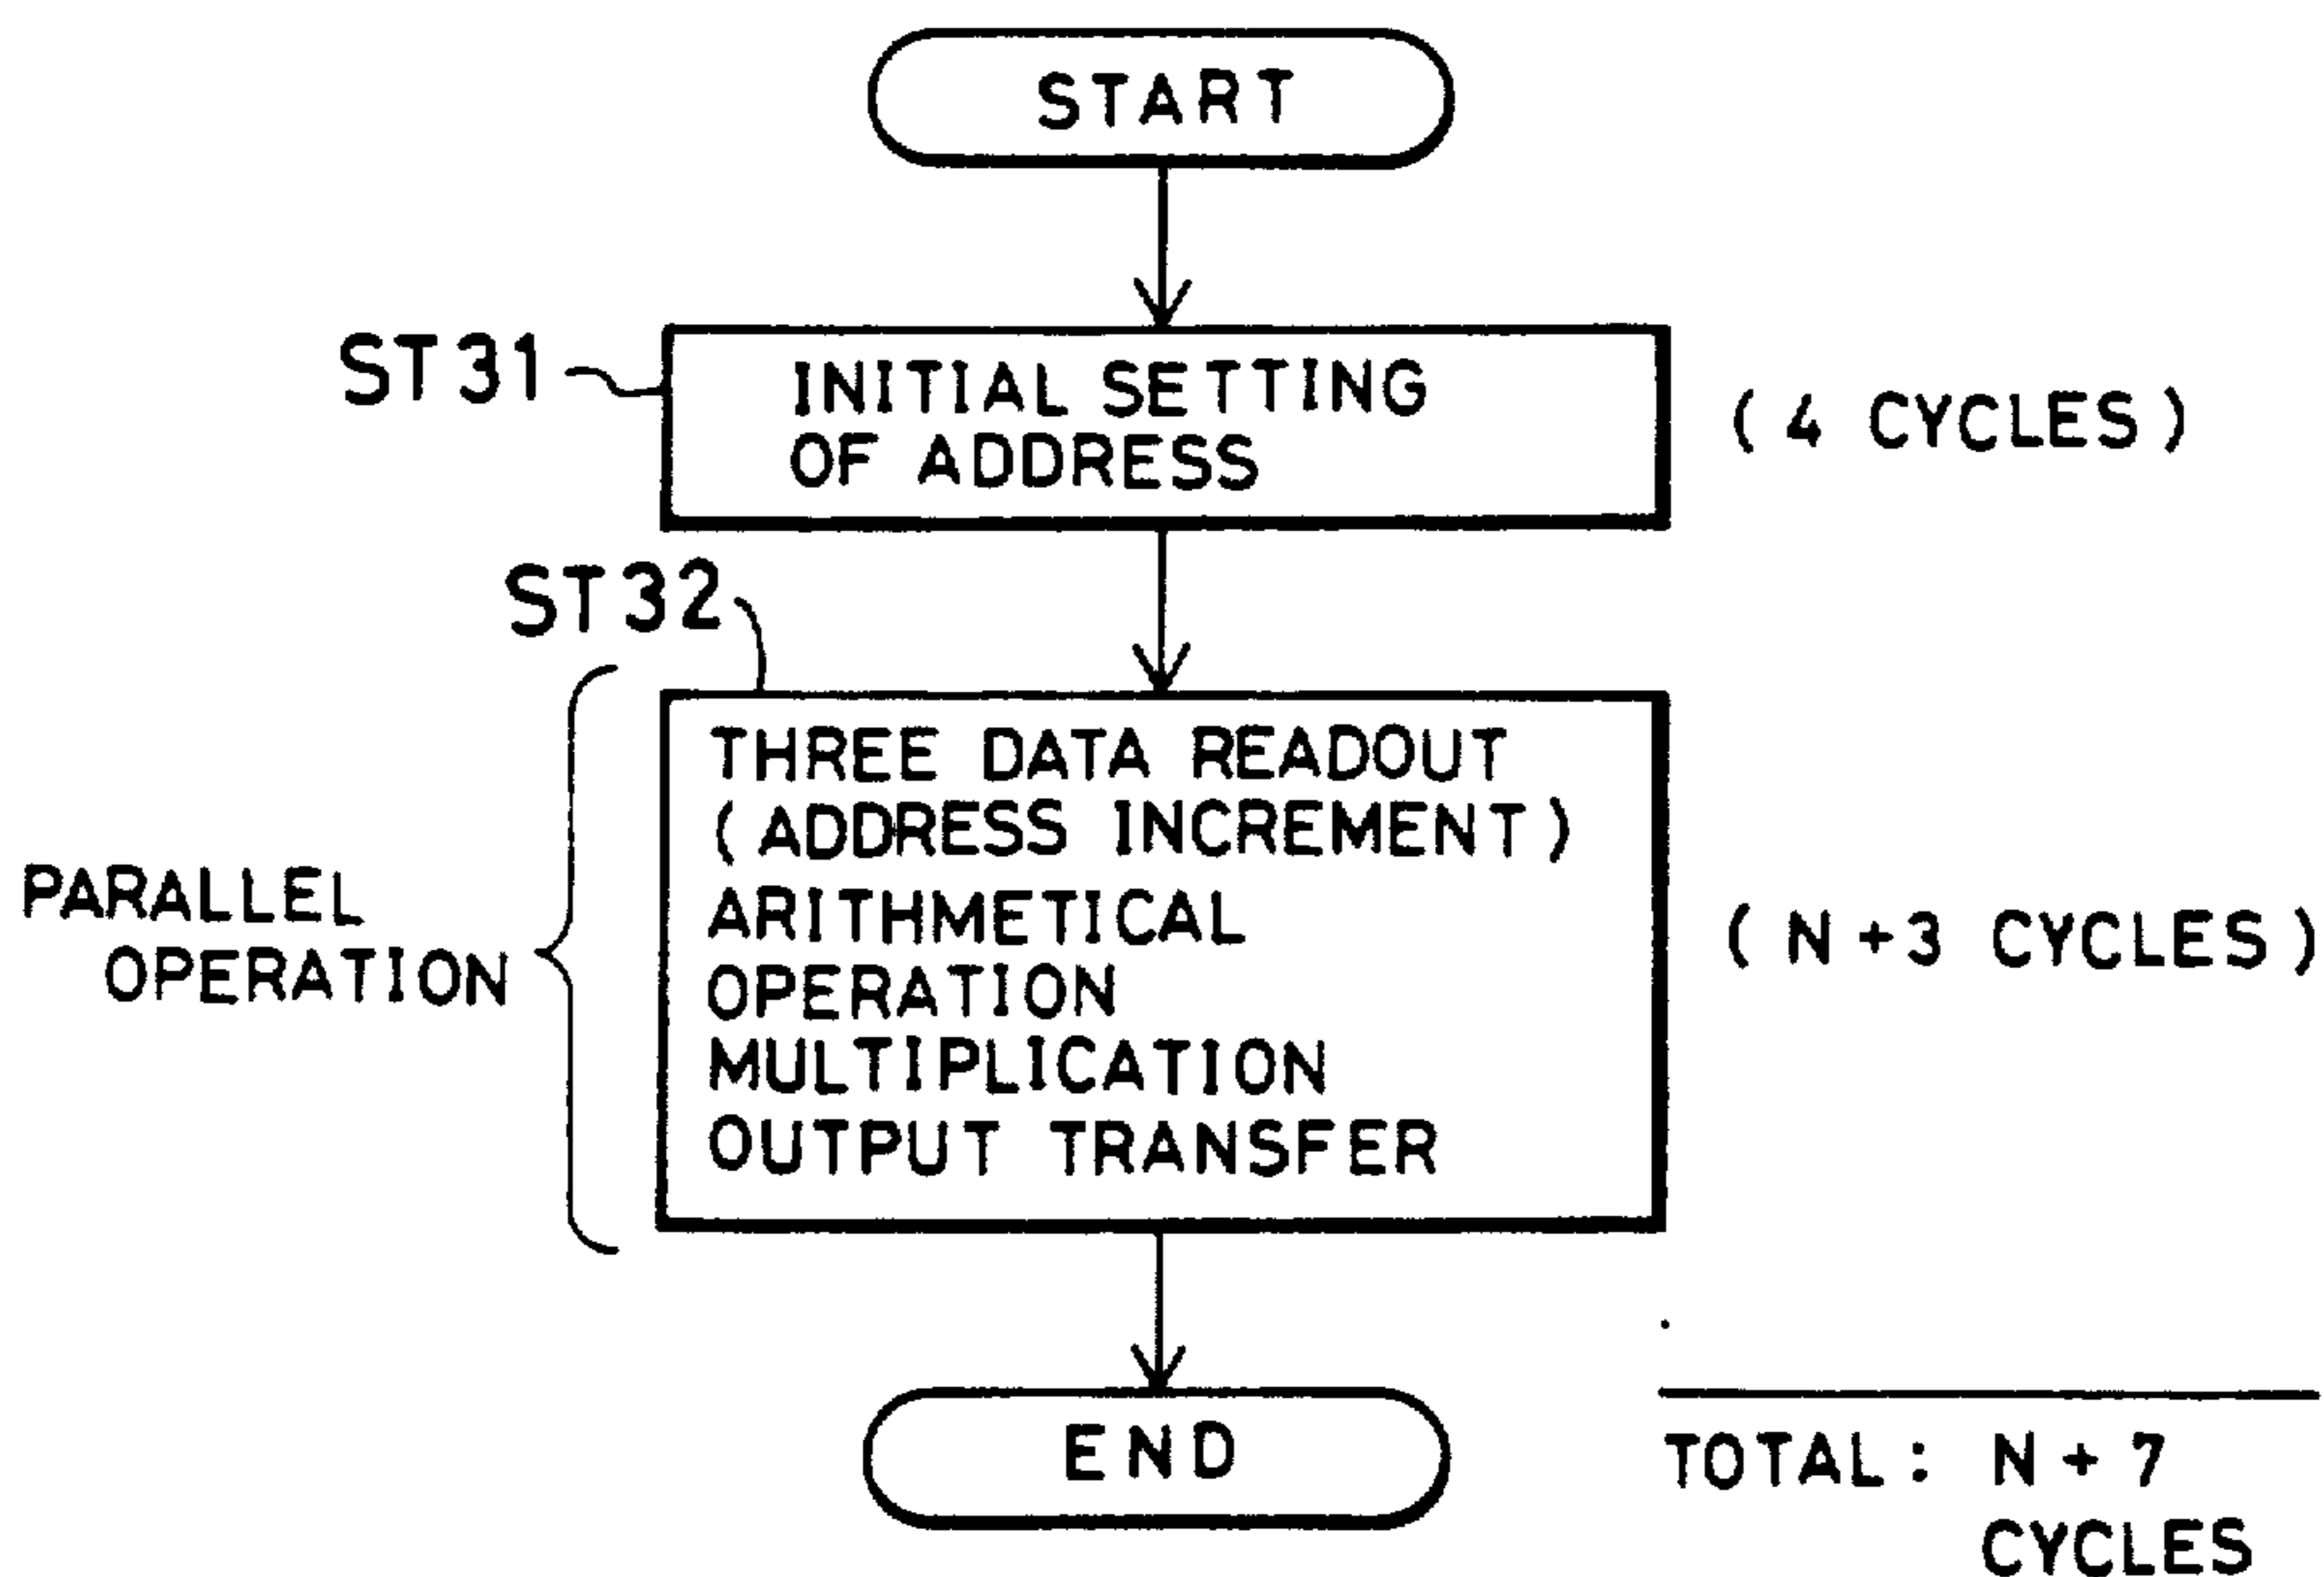 START
ST31
INITIAL SETTING
OF ADDRESS
( 4 CYCLES )
ST32
PARALLEL
OPERATION
THREE DATA READOUT
( ADDRESS INCREMENT )
ARITHMETICAL
OPERATION
MULTIPLICATION
OUTPUT TRANSFER
( N +3 CYCLES )
END
TOTAL : N + 7
CYCLES